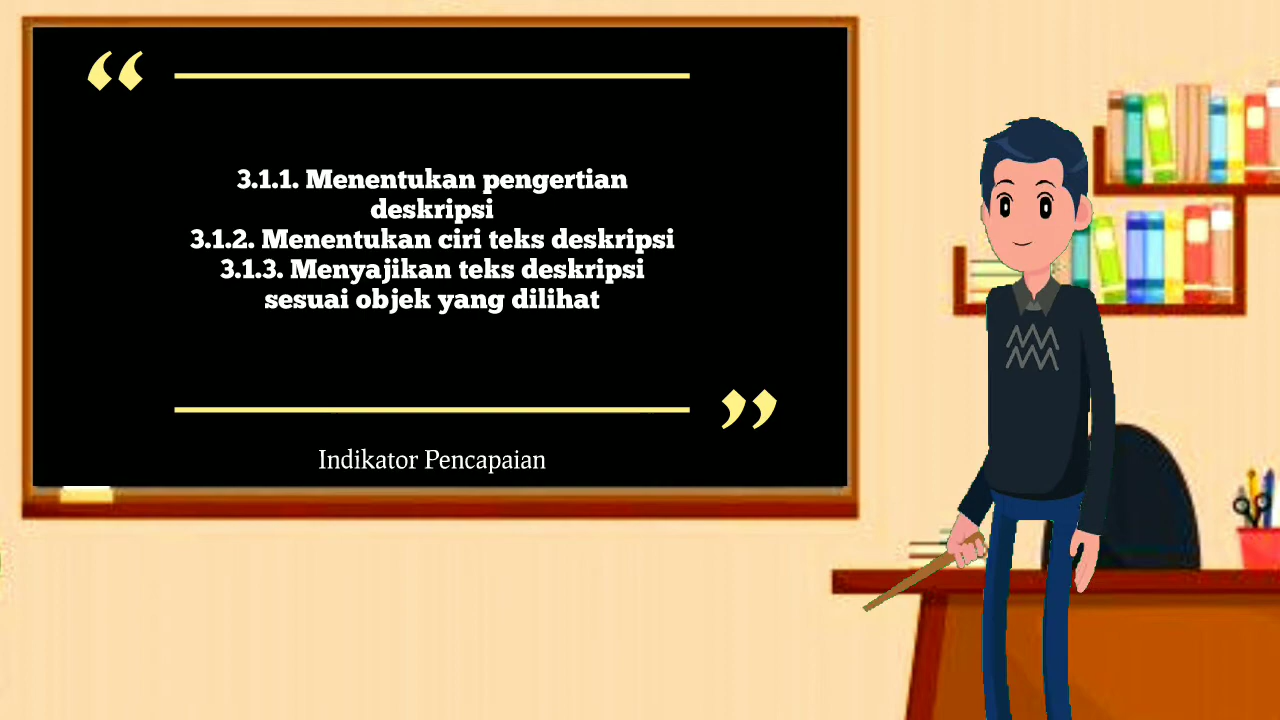 “
3.1.1. Menentukan pengertian
deskripsi
3.1.2. Menentukan ciri teks deskripsi
3.1.3. Menyajikan teks deskripsi
sesuai objek yang dilihat
”
Indikator Pencapaian